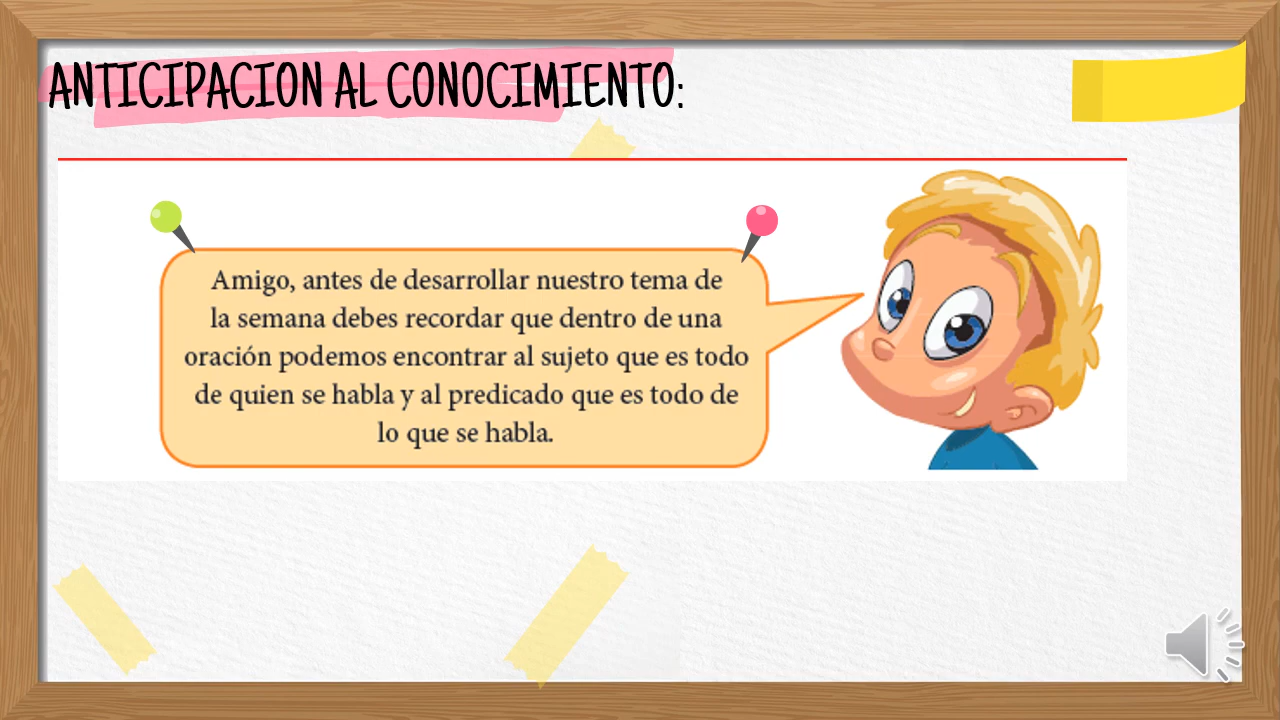 ANTICIPACION AL CONOCIMIENTO:
Amigo, antes de desarrollar nuestro tema de
la semana debes recordar que dentro de una
oración podemos encontrar al sujeto que es todo
de quien se habla y al predicado que es todo de
lo que se habla.